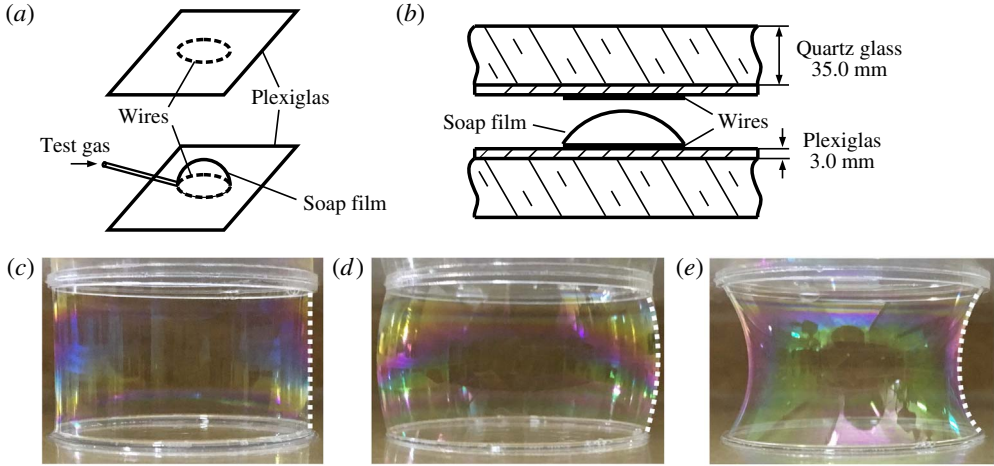 (a)
Wires
Plexiglas
Test gas
Soap film
(b)
Quartz glass
35.0 mm
Soap film
Wires
Plexiglas
3.0 mm
(c)
(d)
(e)